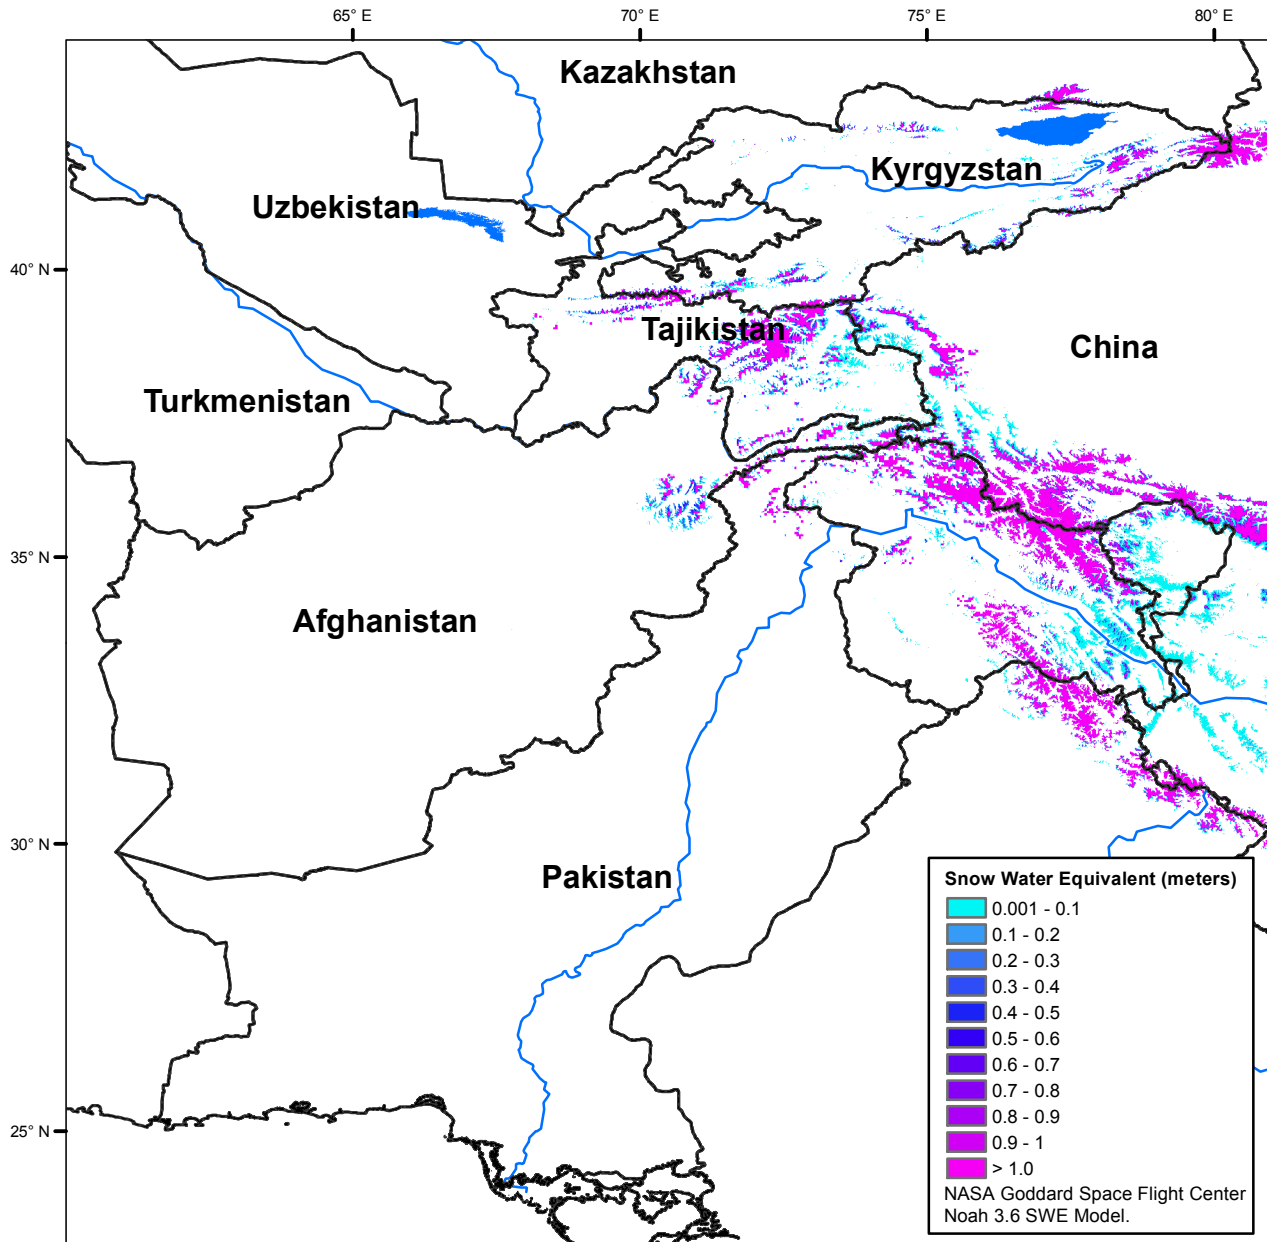 65° E
70° E
75° E
80° E
Kazakhstan
Kyrgyzstan
Uzbekistan
40° N
Tajikistan
China
Turkmenistan
35° N
Afghanistan
30° N
Pakistan
25° N
Snow Water Equivalent (meters)
0.001 - 0.1
0.1 - 0.2
0.2 - 0.3
0.3 - 0.4
0.4 - 0.5
0.5 - 0.6
0.6 - 0.7
0.7 - 0.8
0.8 - 0.9
0.9 - 1
> 1.0
NASA Goddard Space Flight Center
Noah 3.6 SWE Model.